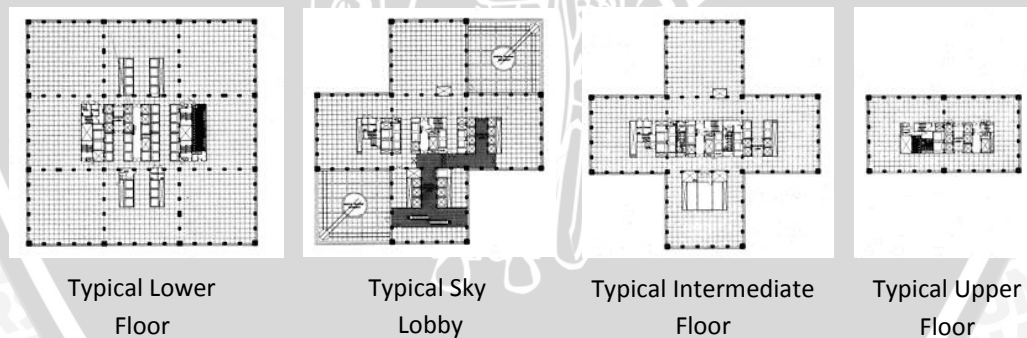 Typical Lower
Floor
Typical Sky
Lobby
Typical Intermediate
Floor
Typical Upper
Floor